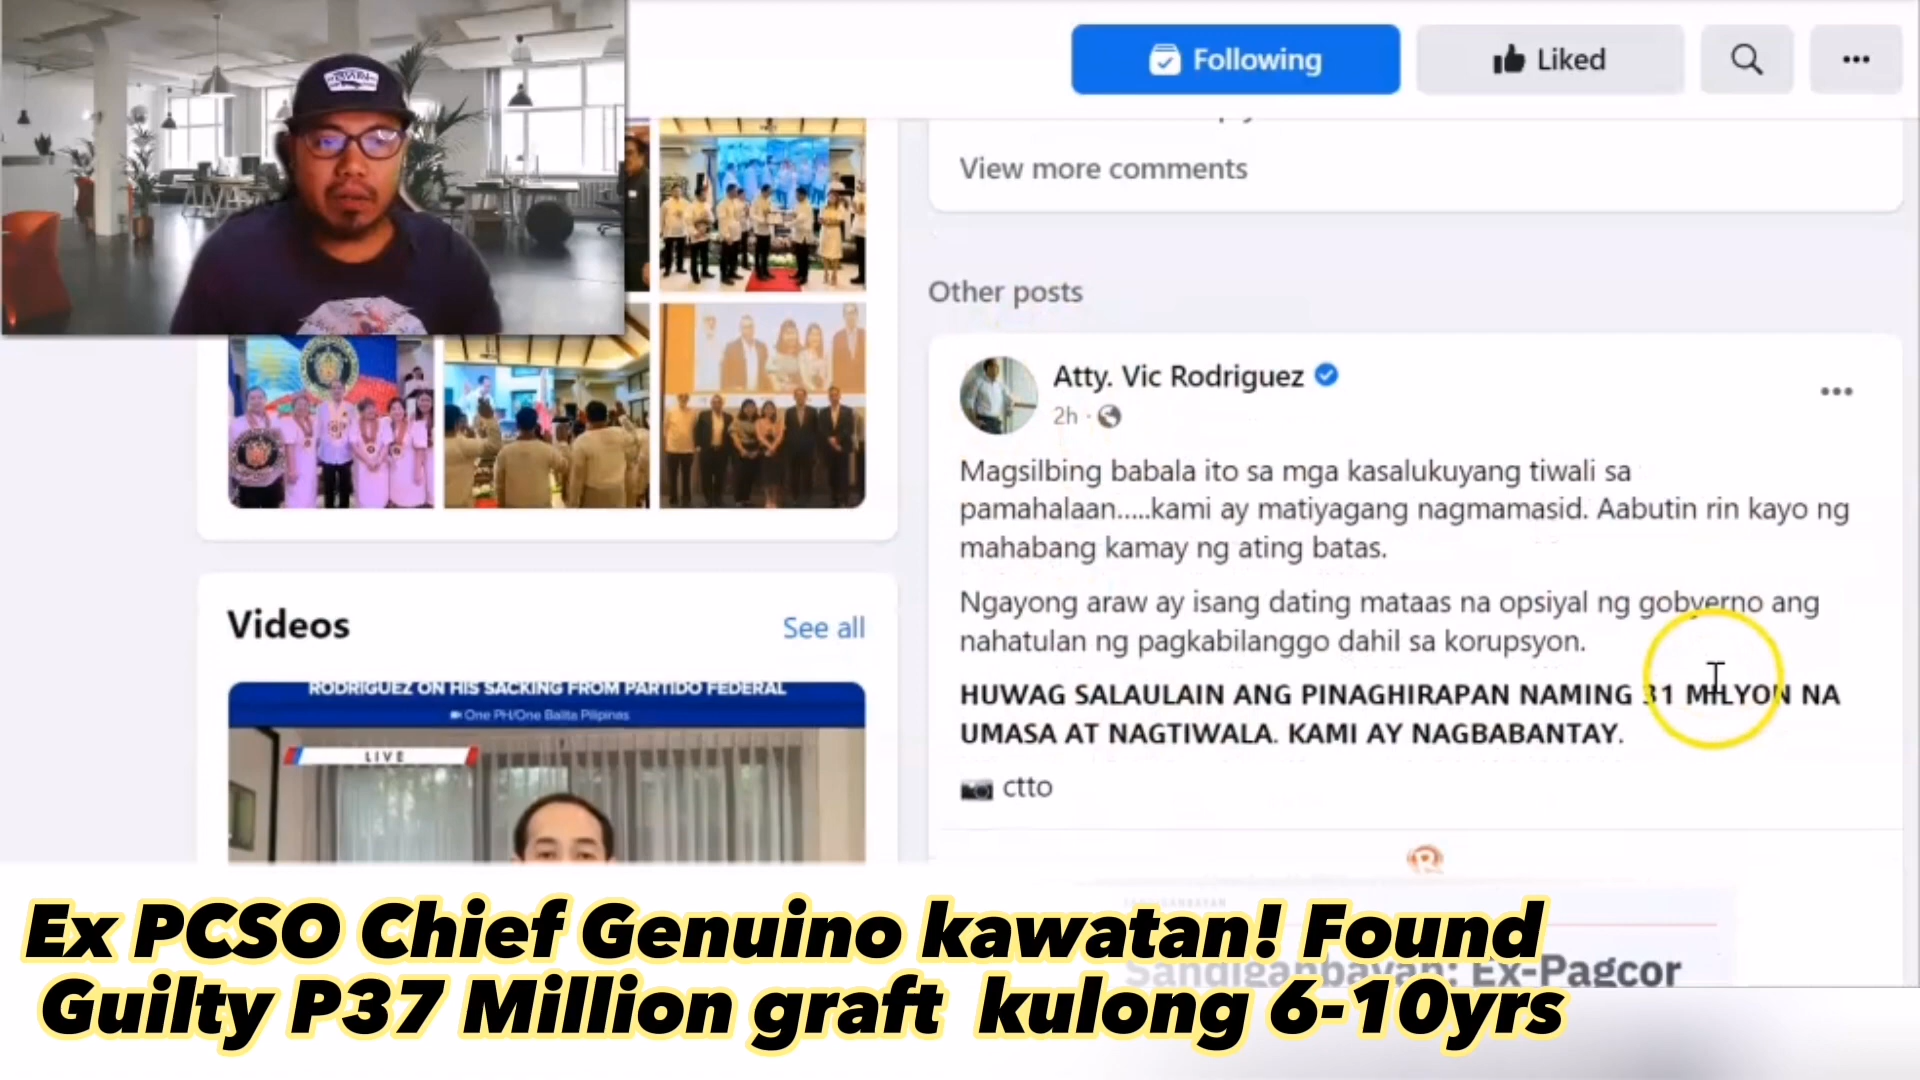 Following
Liked
View more comments
Other posts
Atty. Vic Rodriguez
2h
Magsilbing babala ito sa mga kasalukuyang tiwali sa
pamahalaan.....kami ay matiyagang nagmamasid. Aabutin rin kayo ng
mahabang kamay ng ating batas.
Ngayong araw ay isang dating mataas na opsiyal ng gobyerno ang
nahatulan ng pagkabilanggo dahil sa korupsyon.
HUWAG SALAULAIN ANG PINAGHIRAPAN NAMING 31 MILYON NA
UMASA AT NAGTIWALA. KAMI AY NAGBABANTAY.
ctto
Videos
See all
RODRIGUEZ ON HIS SACKING FROM PARTIDO FEDERAL
One PH/One Balita Pilipinas
LIVE
Sandiganbayan: Ex-Pagcor
Ex PCSO Chief Genuino kawatan! Found
Guilty P37 Million graft kulong 6-10yrs